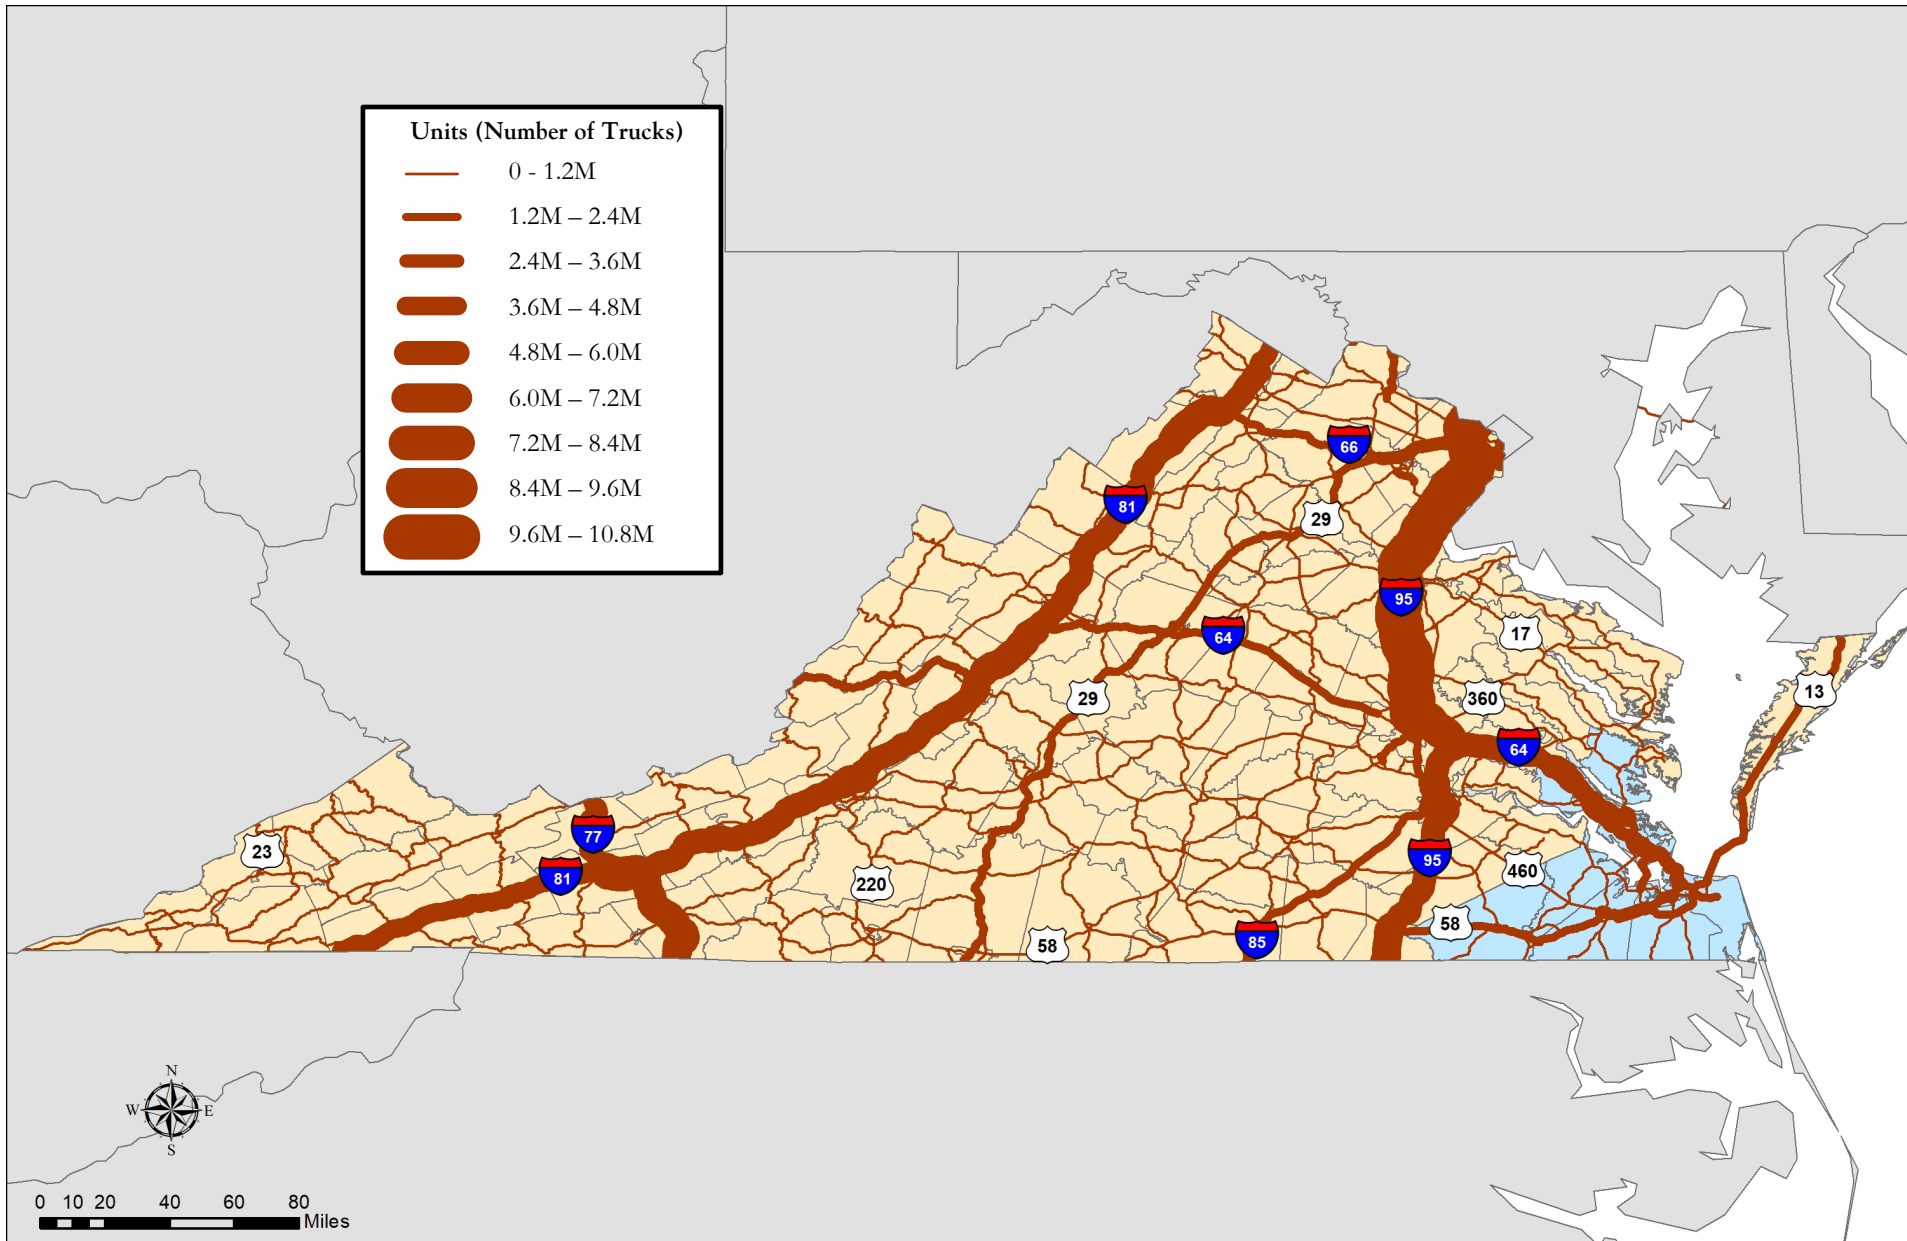 Units (Number of Trucks)
0 - 1.2M
1.2M – 2.4M
2.4M – 3.6M
3.6M – 4.8M
4.8M – 6.0M
6.0M – 7.2M
7.2M – 8.4M
8.4M – 9.6M
9.6M – 10.8M
66
81
29
95
17
64
29
360
13
64
77
23
81
95
460
220
58
58
85
N
W E
S
0 10 20 40 60 80
Miles